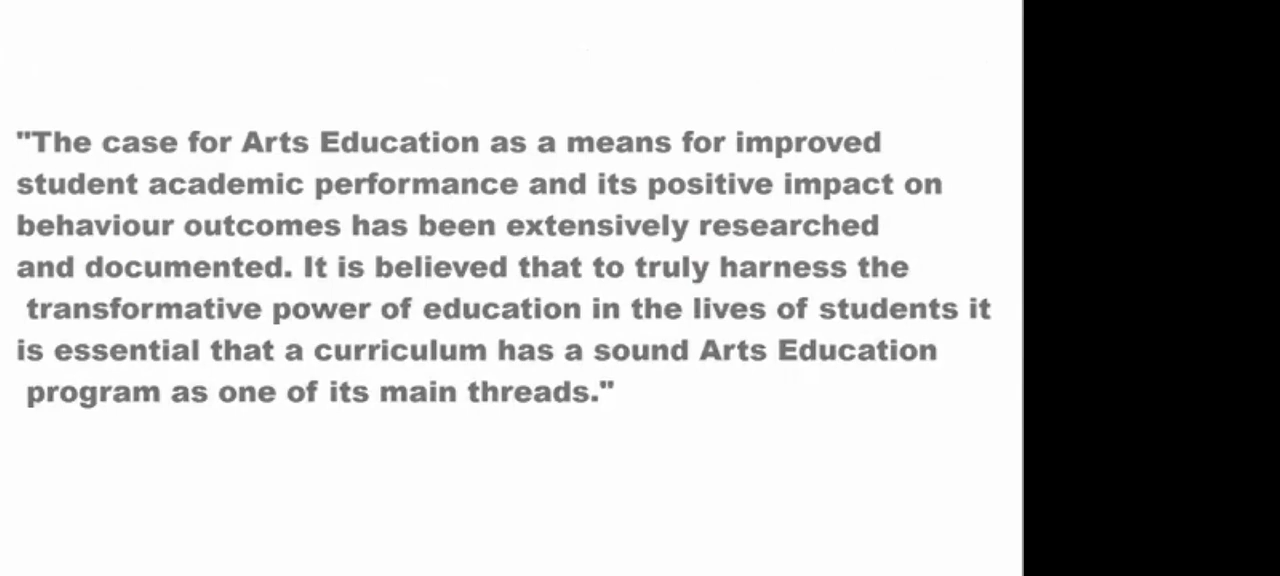 "The case for Arts Education as a means for improved
student academic performance and its positive impact on
behaviour outcomes has been extensively researched
and documented. It is believed that to truly harness the
transformative power of education in the lives of students it
is essential that a curriculum has a sound Arts Education
program as one of its main threads."